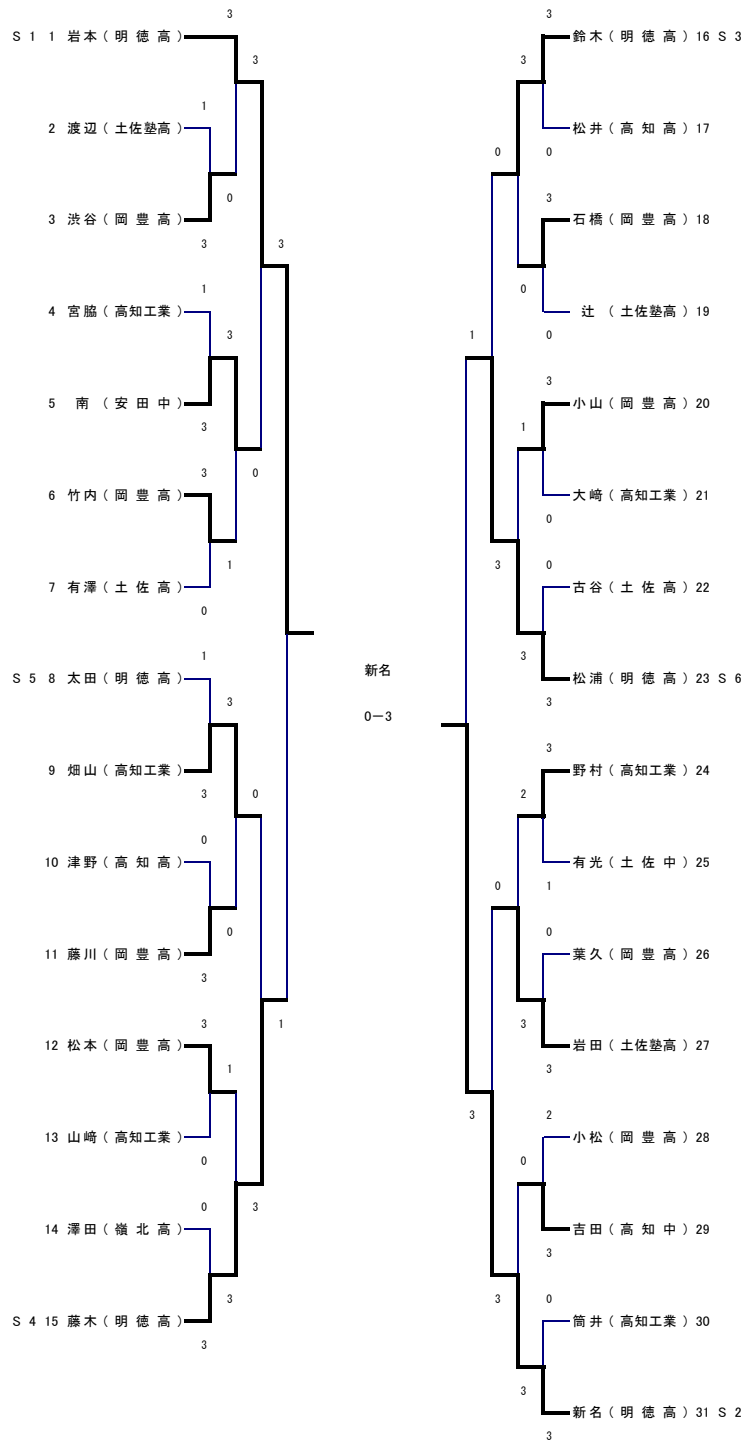 3
S 1 1 岩本（明徳高）
3
1
2 渡辺（土佐塾高）
0
3 渋谷（岡豊高）
3
3
1
4 宮脇（高知工業）
3
5 南（安田中）
3
3
0
6 竹内（岡豊高）
1
7 有澤（土佐高）
0
1
S 5 8 太田（明徳高）
3
9 畑山（高知工業）
3
0
0
10 津野（高知高）
0
11 藤川（岡豊高）
3
3
1
12 松本（岡豊高）
1
13 山﨑（高知工業）
0
0
3
14 澤田（嶺北高）
3
S 4 15 藤木（明徳高）
3
新名
0－3
3
鈴木（明徳高）16 S 3
3
松井（高知高）17
0
0
3
石橋（岡豊高）18
0
辻（土佐塾高）19
1
0
3
小山（岡豊高）20
1
大﨑（高知工業）21
0
3
0
古谷（土佐高）22
3
松浦（明徳高）23 S 6
3
3
野村（高知工業）24
2
有光（土佐中）25
0
1
0
葉久（岡豊高）26
3
岩田（土佐塾高）27
3
3
2
小松（岡豊高）28
0
吉田（高知中）29
3
3
0
筒井（高知工業）30
3
新名（明徳高）31 S 2
3